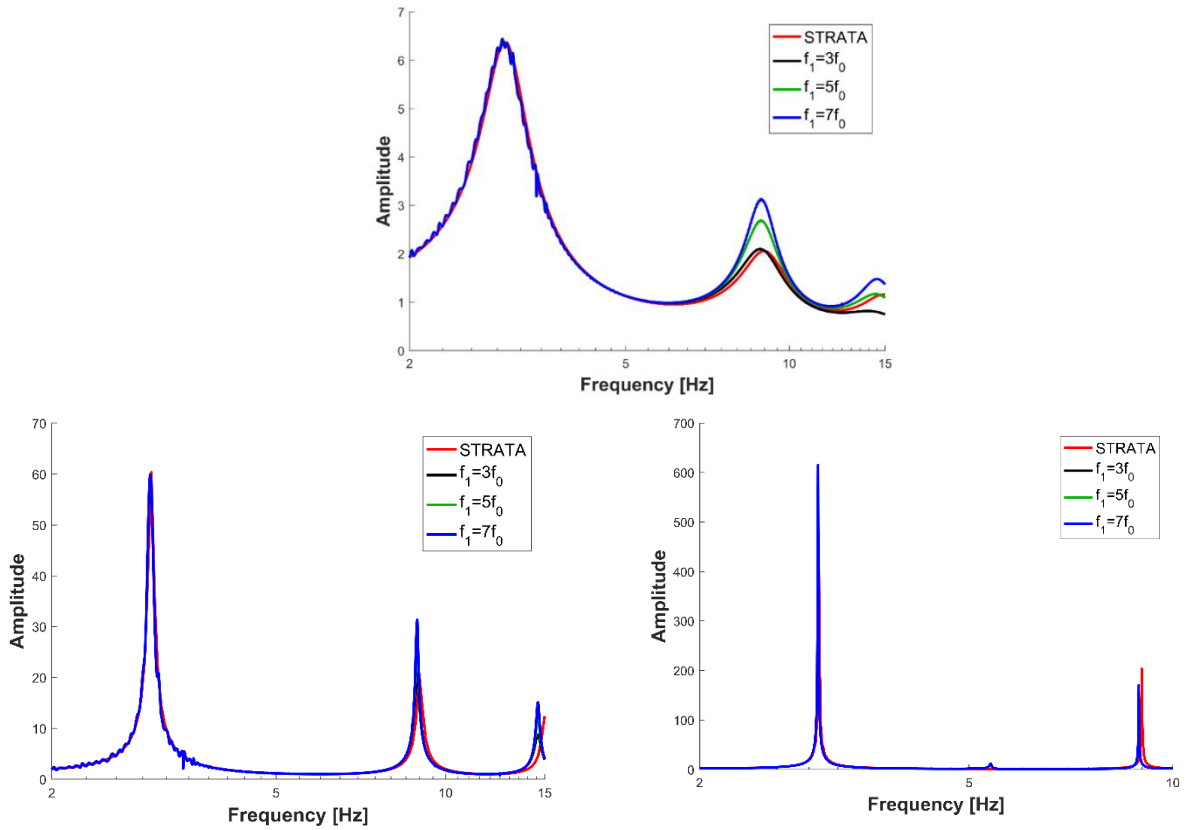 7
6
5
4
3
2
1
0
Amplitude
2
5
10
15
Frequency [Hz]
STRATA
f₁=3f₀
f₁=5f₀
f₁=7f₀
70
60
50
40
30
20
10
0
Amplitude
2
5
10
15
Frequency [Hz]
STRATA
f₁=3f₀
f₁=5f₀
f₁=7f₀
700
600
500
400
300
200
100
0
Amplitude
2
5
10
Frequency [Hz]
STRATA
f₁=3f₀
f₁=5f₀
f₁=7f₀